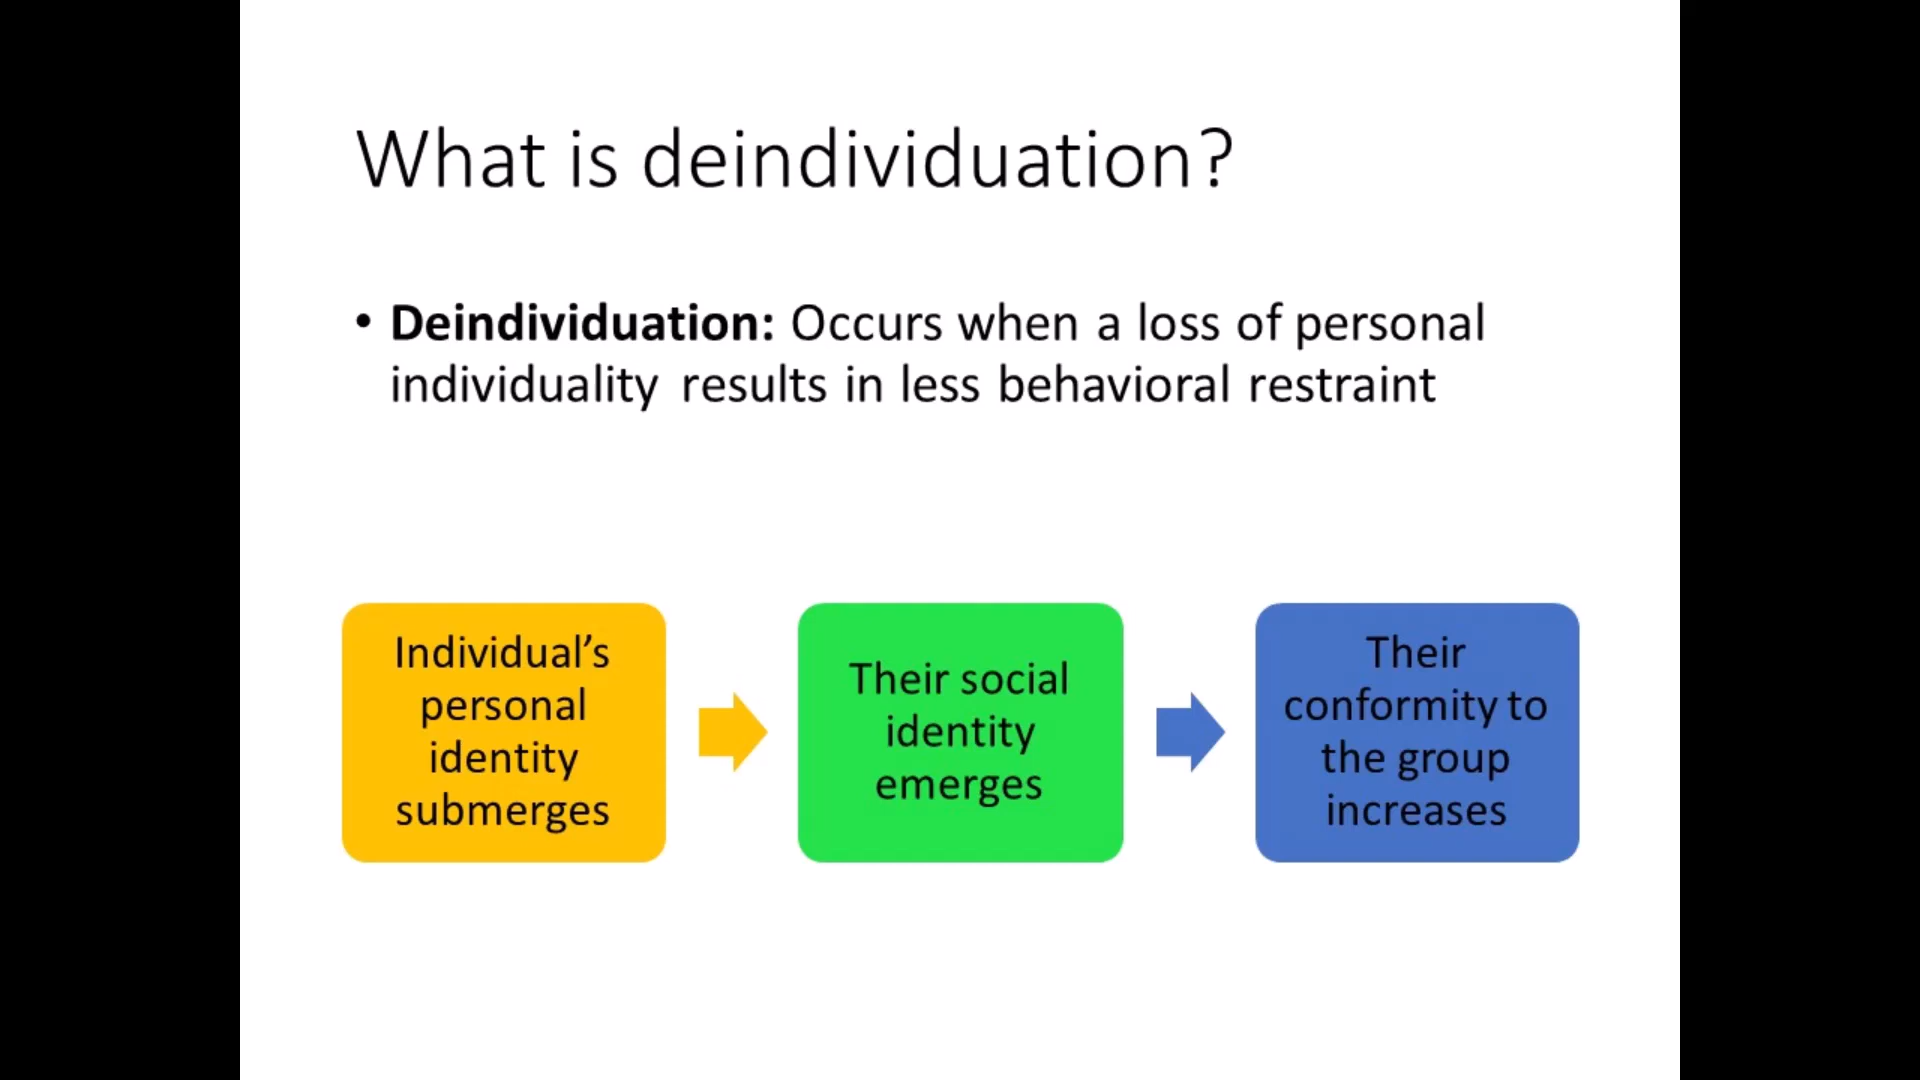 What is deindividuation?
• Deindividuation: Occurs when a loss of personal
individuality results in less behavioral restraint
Individual’s
personal
identity
submerges
Their social
identity
emerges
Their
conformity to
the group
increases